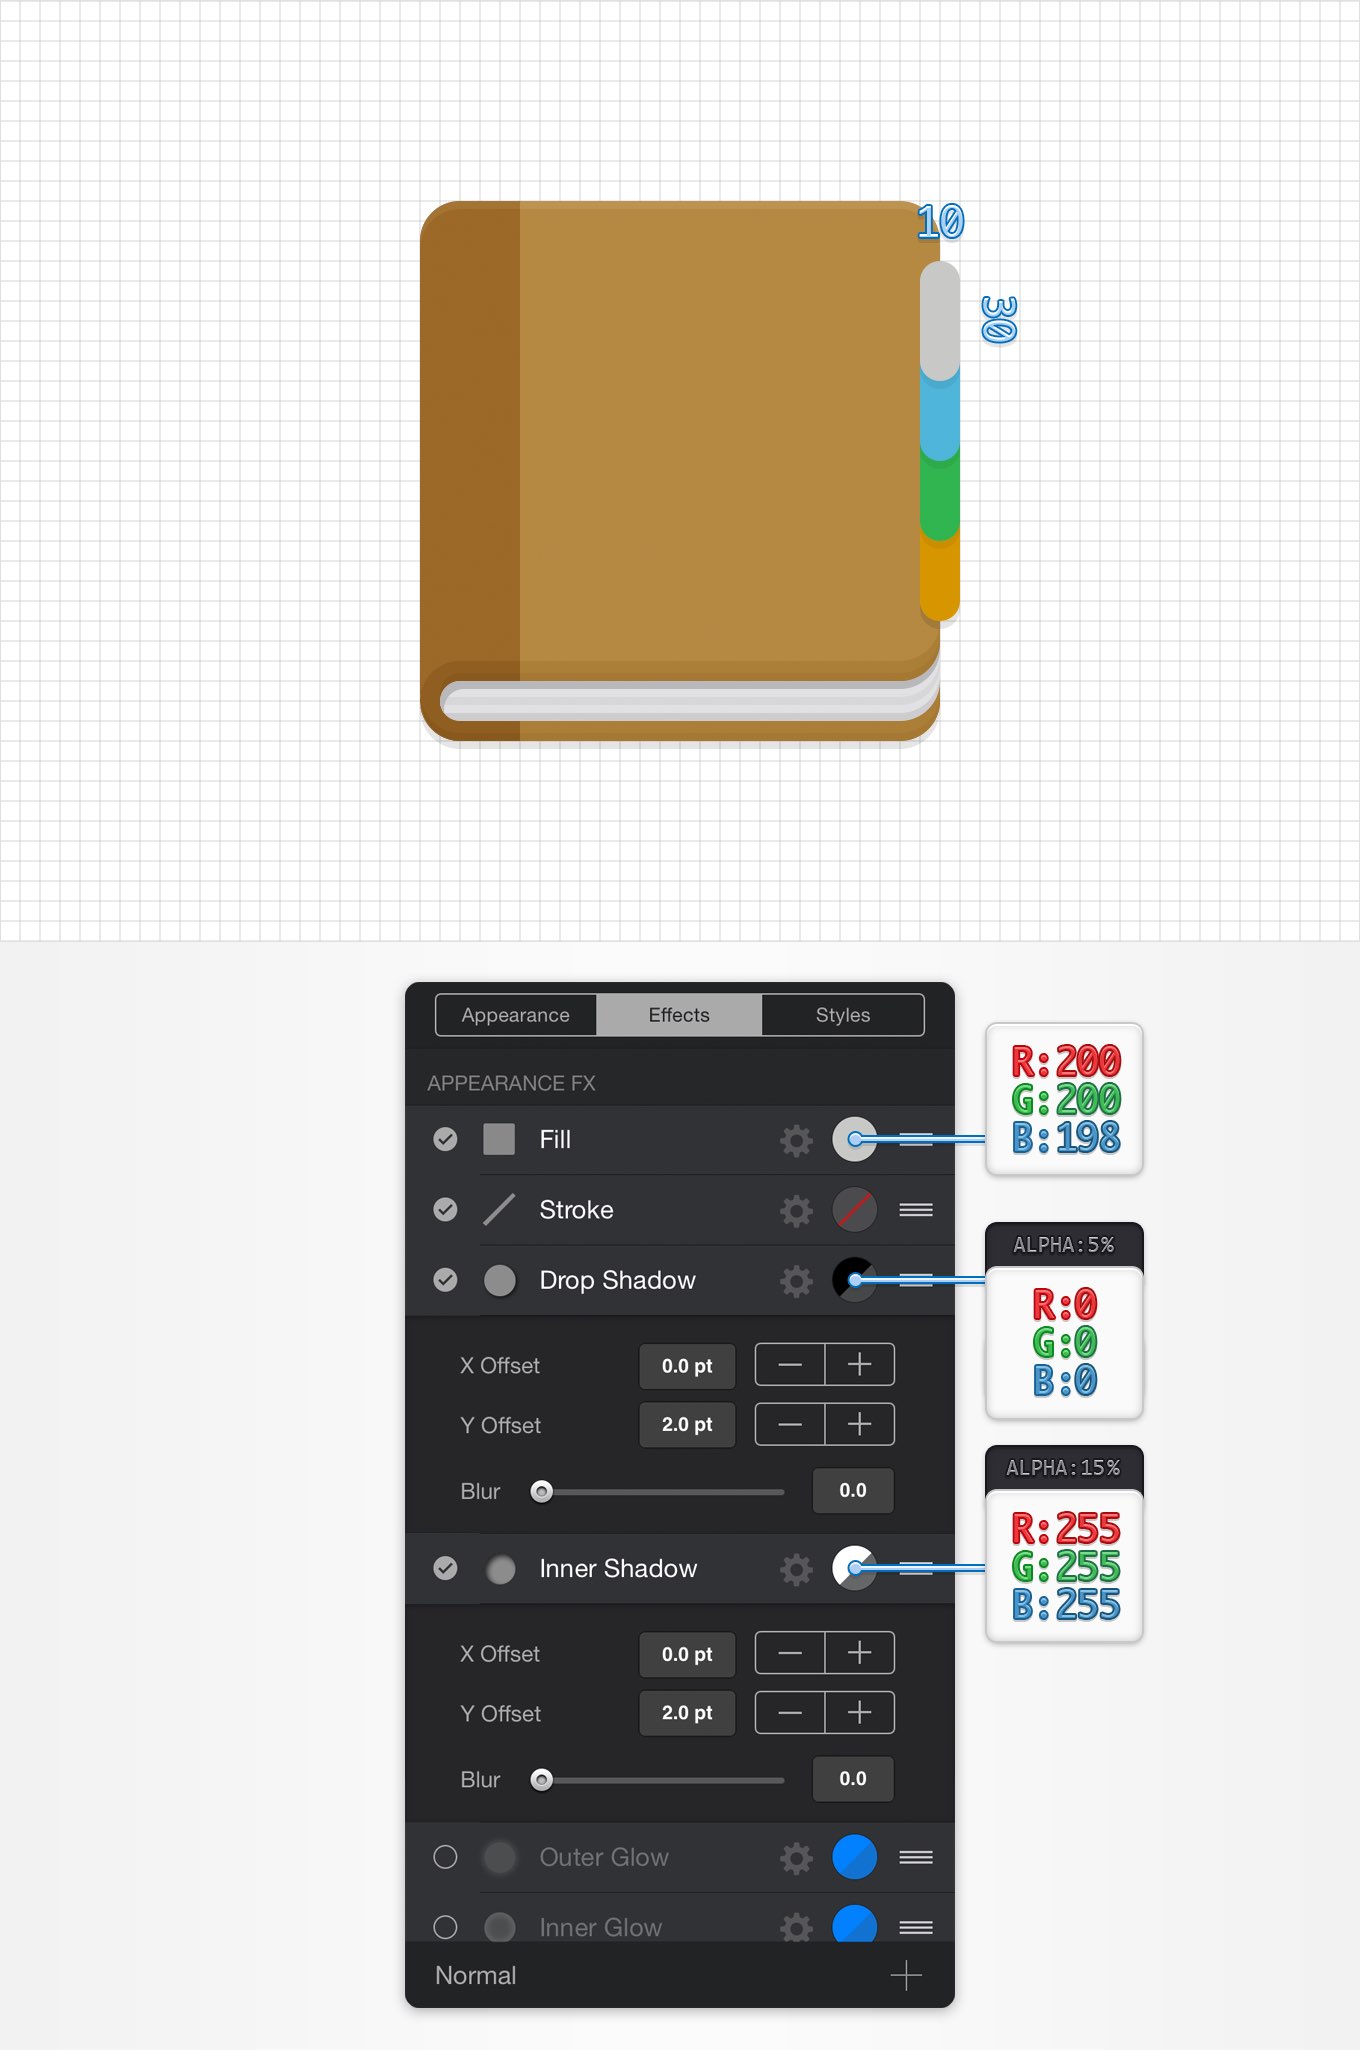 10
30
Appearance Effects Styles
APPEARANCE FX
Fill
R:200
G:200
B:198
Stroke
Drop Shadow
ALPHA:5%
R:0
G:0
B:0
X Offset 0.0 pt
Y Offset 2.0 pt
Blur 0.0
Inner Shadow
ALPHA:15%
R:255
G:255
B:255
X Offset 0.0 pt
Y Offset 2.0 pt
Blur 0.0
Outer Glow
Inner Glow
Normal